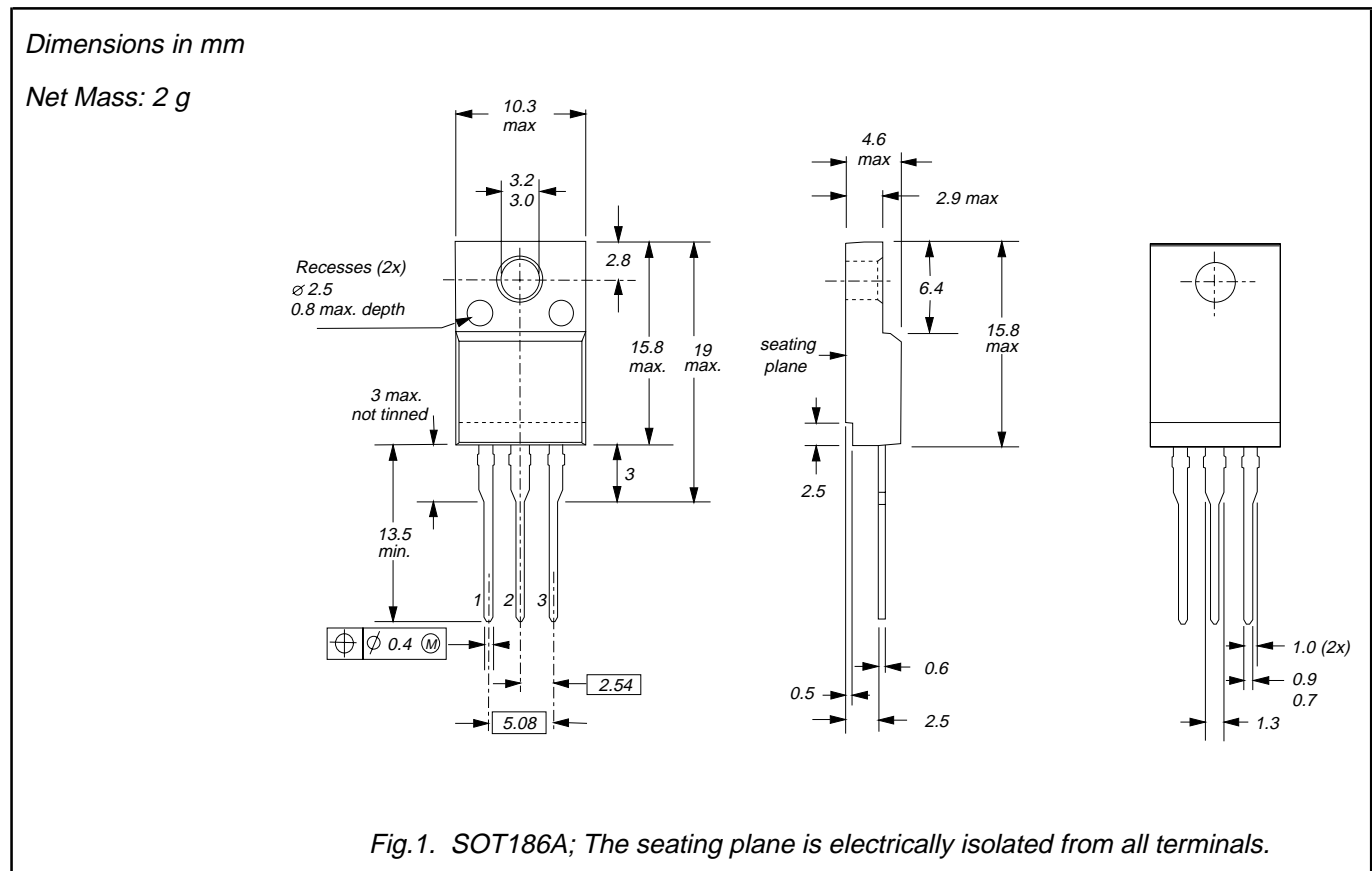 Dimensions in mm
Net Mass: 2 g
10.3
max
3.2
3.0
2.8
Recesses (2x)
⌀ 2.5
0.8 max. depth
15.8
max.
19
max.
3 max.
not tinned
3
13.5
min.
1 2 3
⌀ 0.4 Ⓜ
2.54
5.08
4.6
max
2.9 max
6.4
15.8
max
seating
plane
2.5
0.6
0.5
2.5
1.0 (2x)
0.9
0.7
1.3
Fig.1. SOT186A; The seating plane is electrically isolated from all terminals.